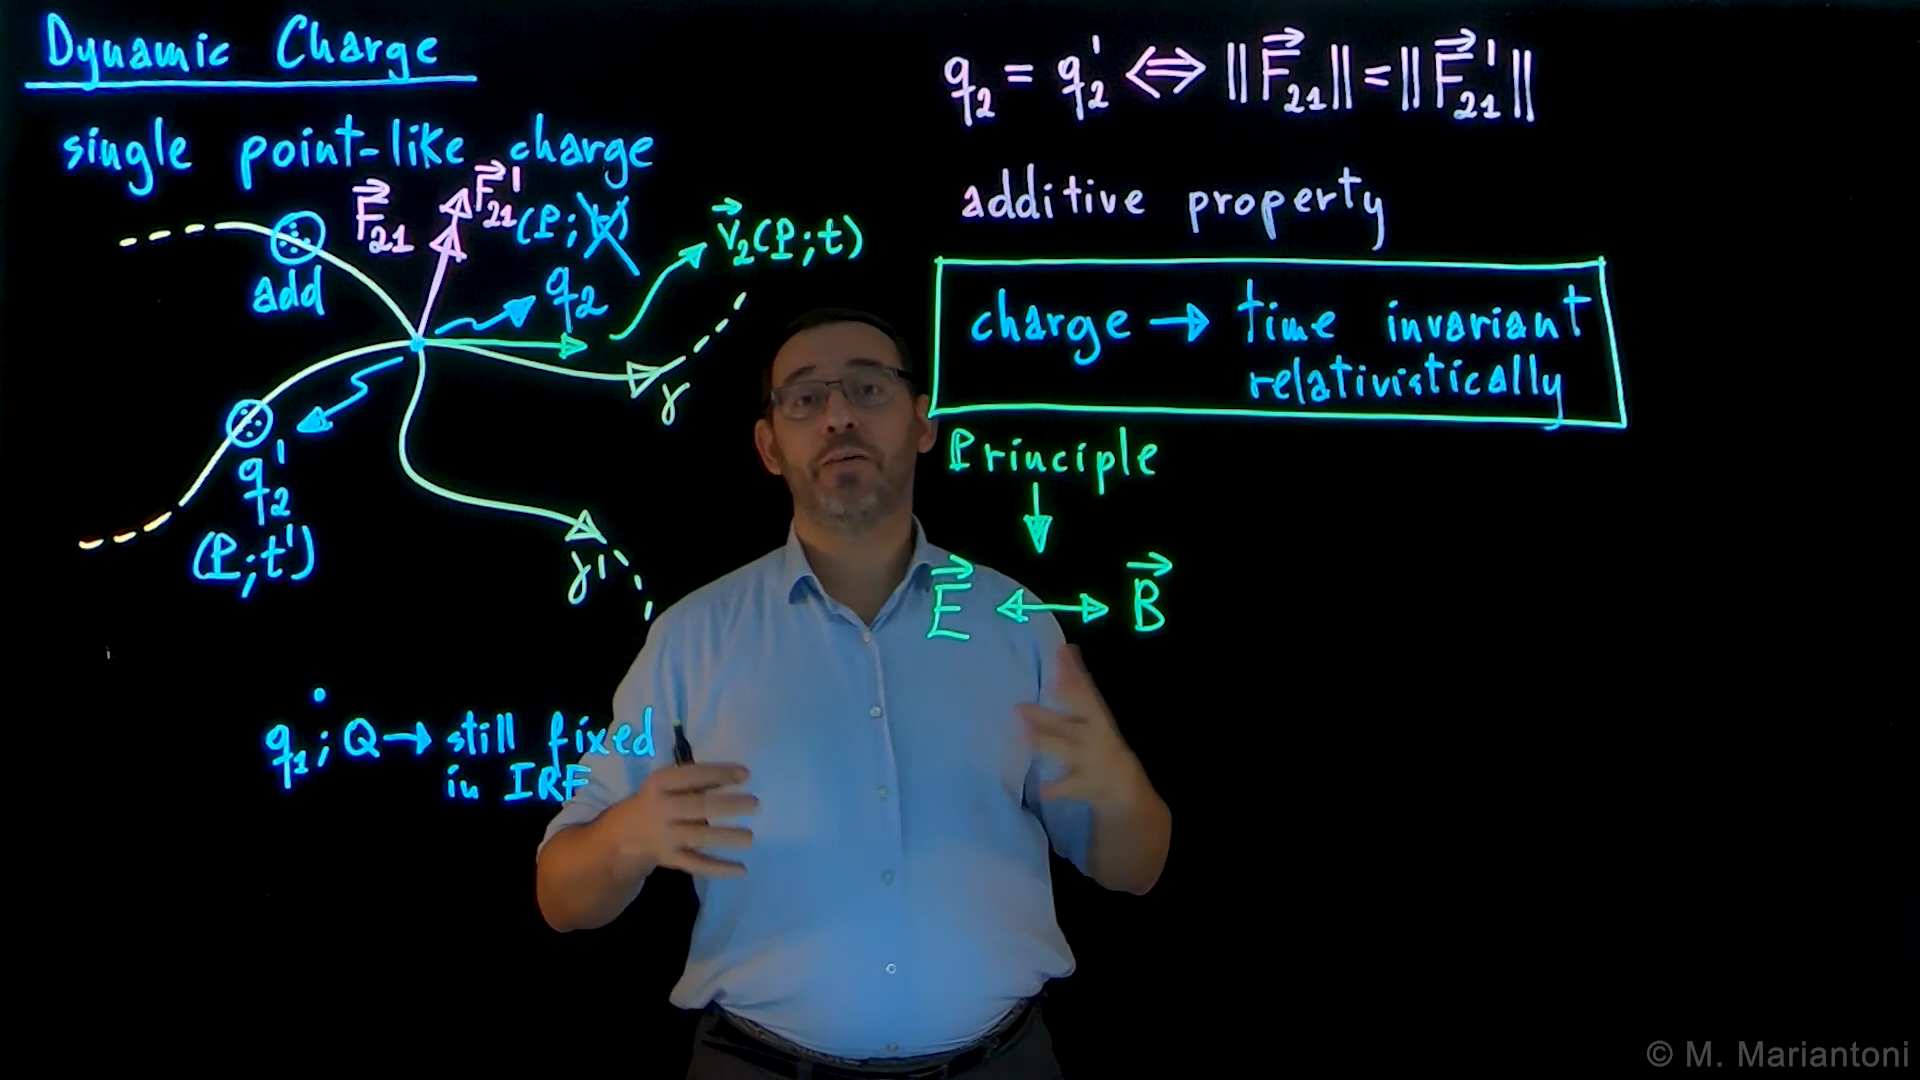 Dynamic Charge
single point-like charge
F⃗₂₁
F⃗'₂₁
(P; t)
v⃗₂(P; t)
add
q₂
γ
q'₂
(P; t')
γ'
q₁; Q → still fixed
in IRF
q₂ = q'₂ ⇔ ||F⃗₂₁|| = ||F⃗'₂₁||
additive property
charge → time invariant
relativistically
Principle
E⃗ ↔ B⃗
© M. Mariantoni